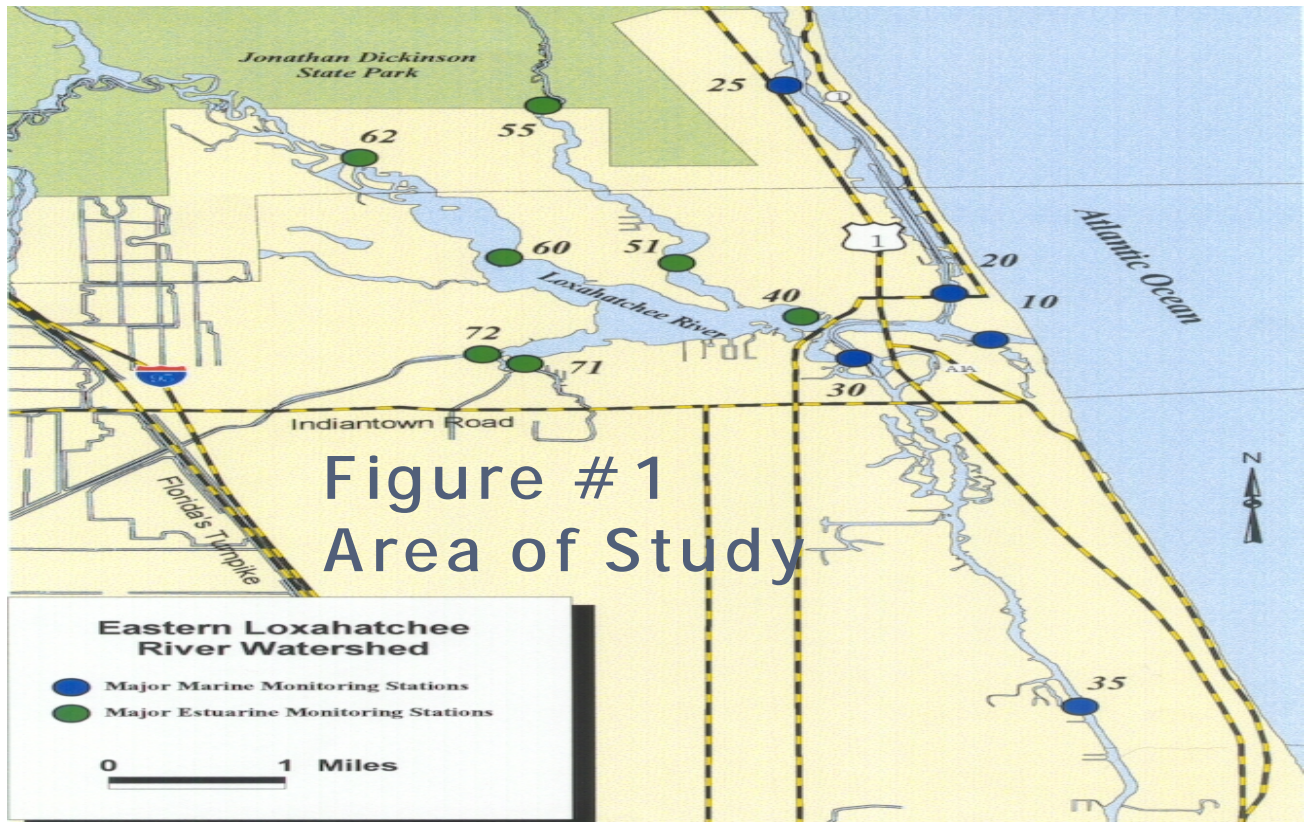 Jonathan Dickinson
State Park
25
62
55
1
60
51
Atlantic Ocean
20
10
40
Loxahatchee River
72
71
30
A1A
Indiantown Road
N
Figure #1
Area of Study
Florida's Turnpike
35
Eastern Loxahatchee
River Watershed
Major Marine Monitoring Stations
Major Estuarine Monitoring Stations
0 1 Miles